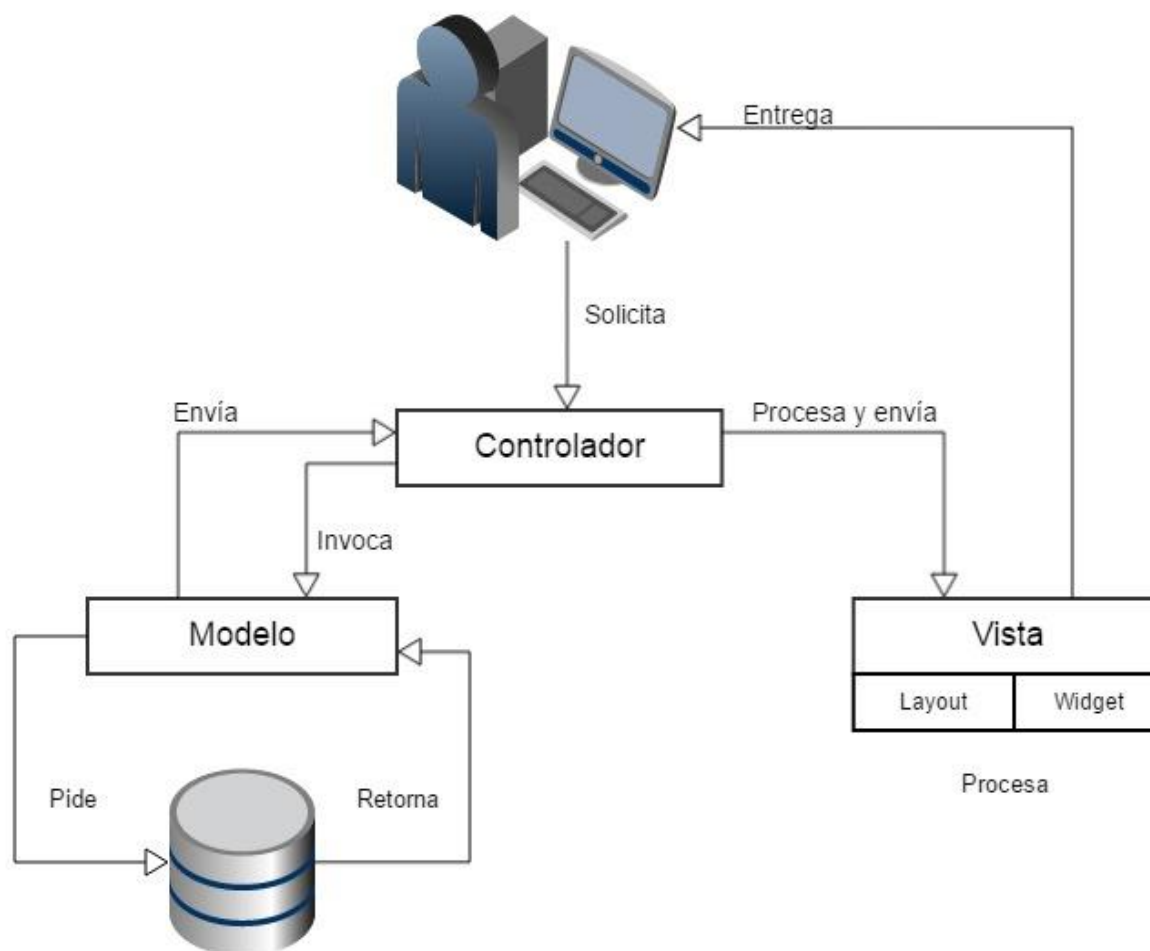 Entrega
Solicita
Envía
Procesa y envía
Controlador
Invoca
Modelo
Vista
Layout
Widget
Procesa
Pide
Retorna